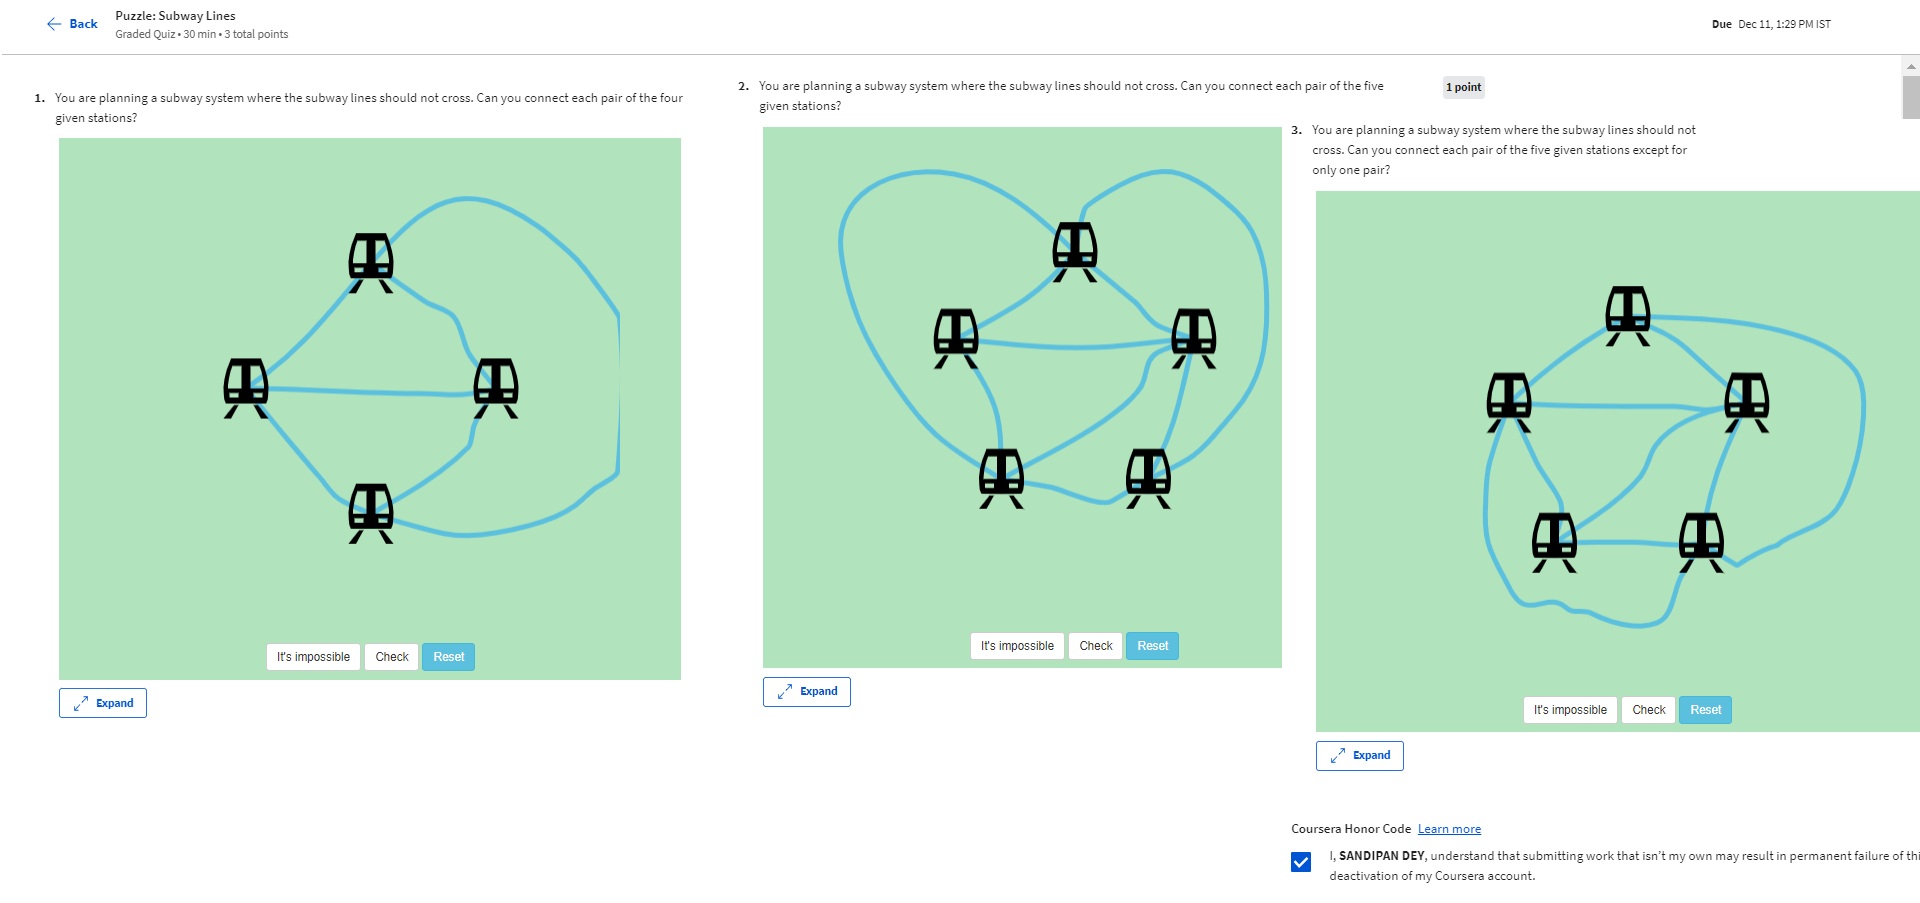 Back
Puzzle: Subway Lines
Graded Quiz • 30 min • 3 total points
Due Dec 11, 1:29 PM IST
1. You are planning a subway system where the subway lines should not cross. Can you connect each pair of the four
given stations?
It's impossible
Check
Reset
Expand
2. You are planning a subway system where the subway lines should not cross. Can you connect each pair of the five
given stations?
1 point
It's impossible
Check
Reset
Expand
3. You are planning a subway system where the subway lines should not
cross. Can you connect each pair of the five given stations except for
only one pair?
It's impossible
Check
Reset
Expand
Coursera Honor Code Learn more
I, SANDIPAN DEY, understand that submitting work that isn't my own may result in permanent failure of thi
deactivation of my Coursera account.